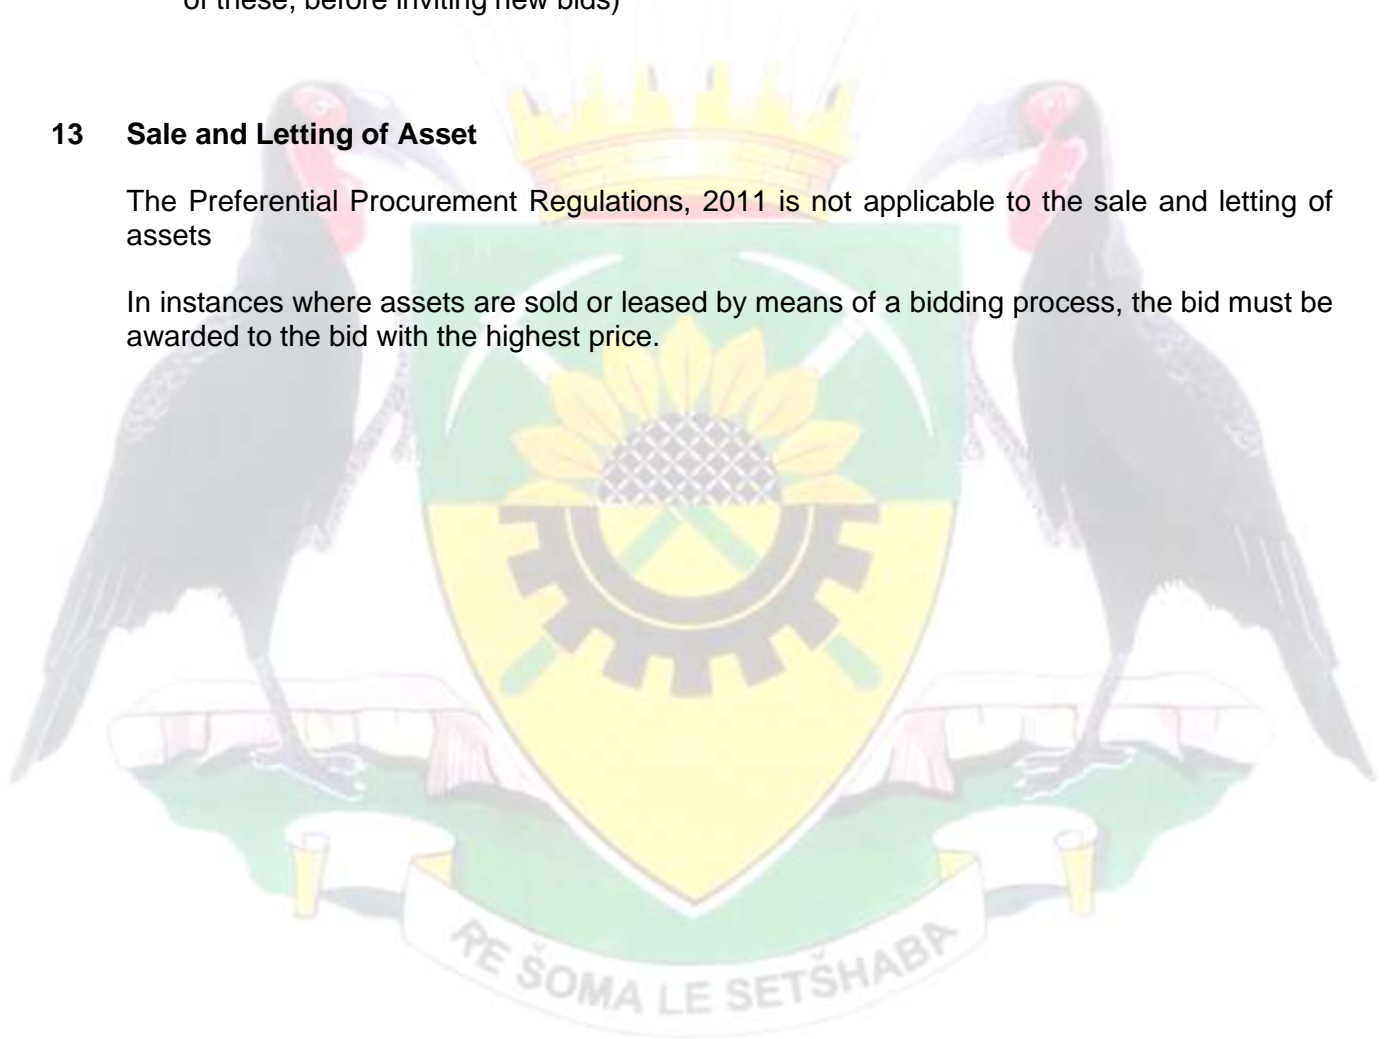 of these, before inviting new bids)
13 Sale and Letting of Asset
The Preferential Procurement Regulations, 2011 is not applicable to the sale and letting of
assets
In instances where assets are sold or leased by means of a bidding process, the bid must be
awarded to the bid with the highest price.
RE ŠOMA LE SETŠHABA